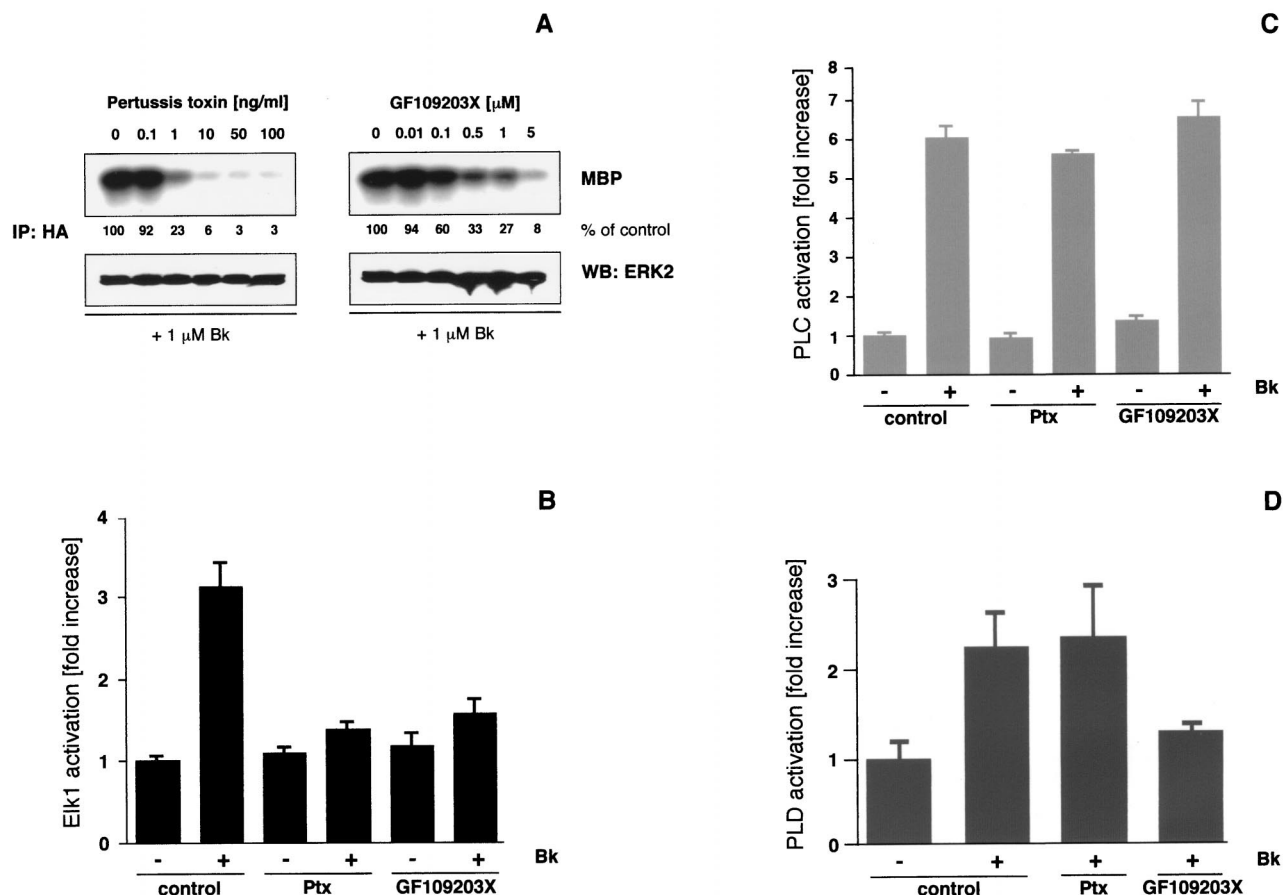 A
Pertussis toxin [ng/ml]
0 0.1 1 10 50 100
GF109203X [µM]
0 0.01 0.1 0.5 1 5
MBP
IP: HA
100 92 23 6 3 3
100 94 60 33 27 8
% of control
WB: ERK2
+ 1 µM Bk
+ 1 µM Bk
B
Elk1 activation [fold increase]
4
3
2
1
0
- + - + - + Bk
control Ptx GF109203X
C
PLC activation [fold increase]
8
7
6
5
4
3
2
1
0
- + - + - + Bk
control Ptx GF109203X
D
PLD activation [fold increase]
3
2
1
0
- + + + Bk
control Ptx GF109203X